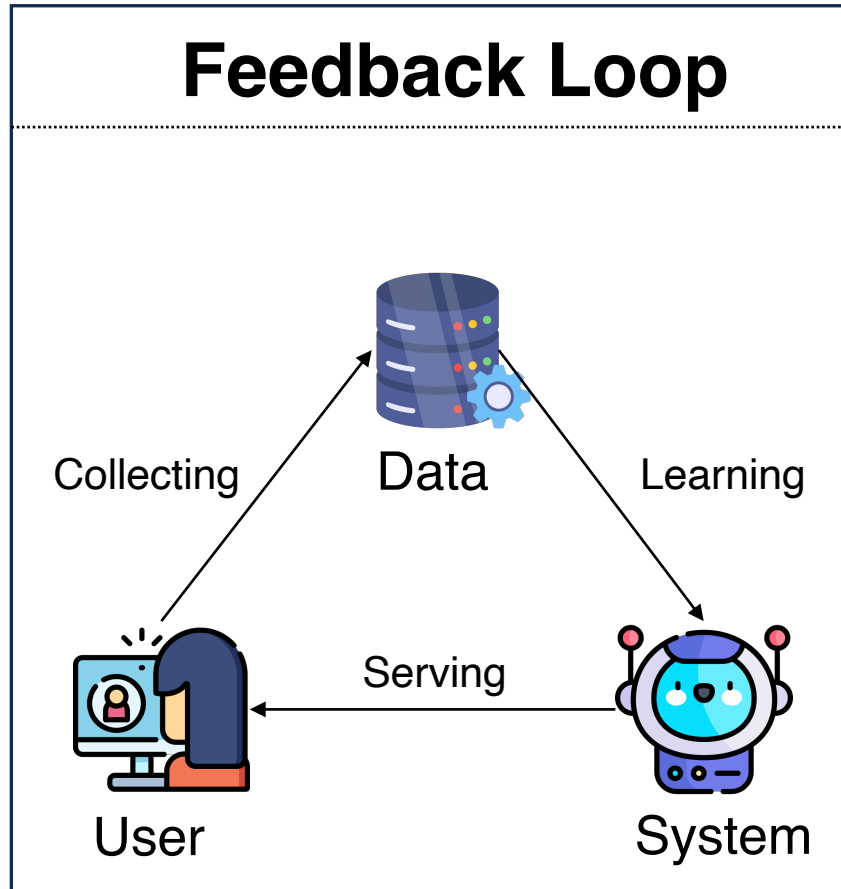 Feedback Loop
Data
Collecting
Learning
Serving
User
System